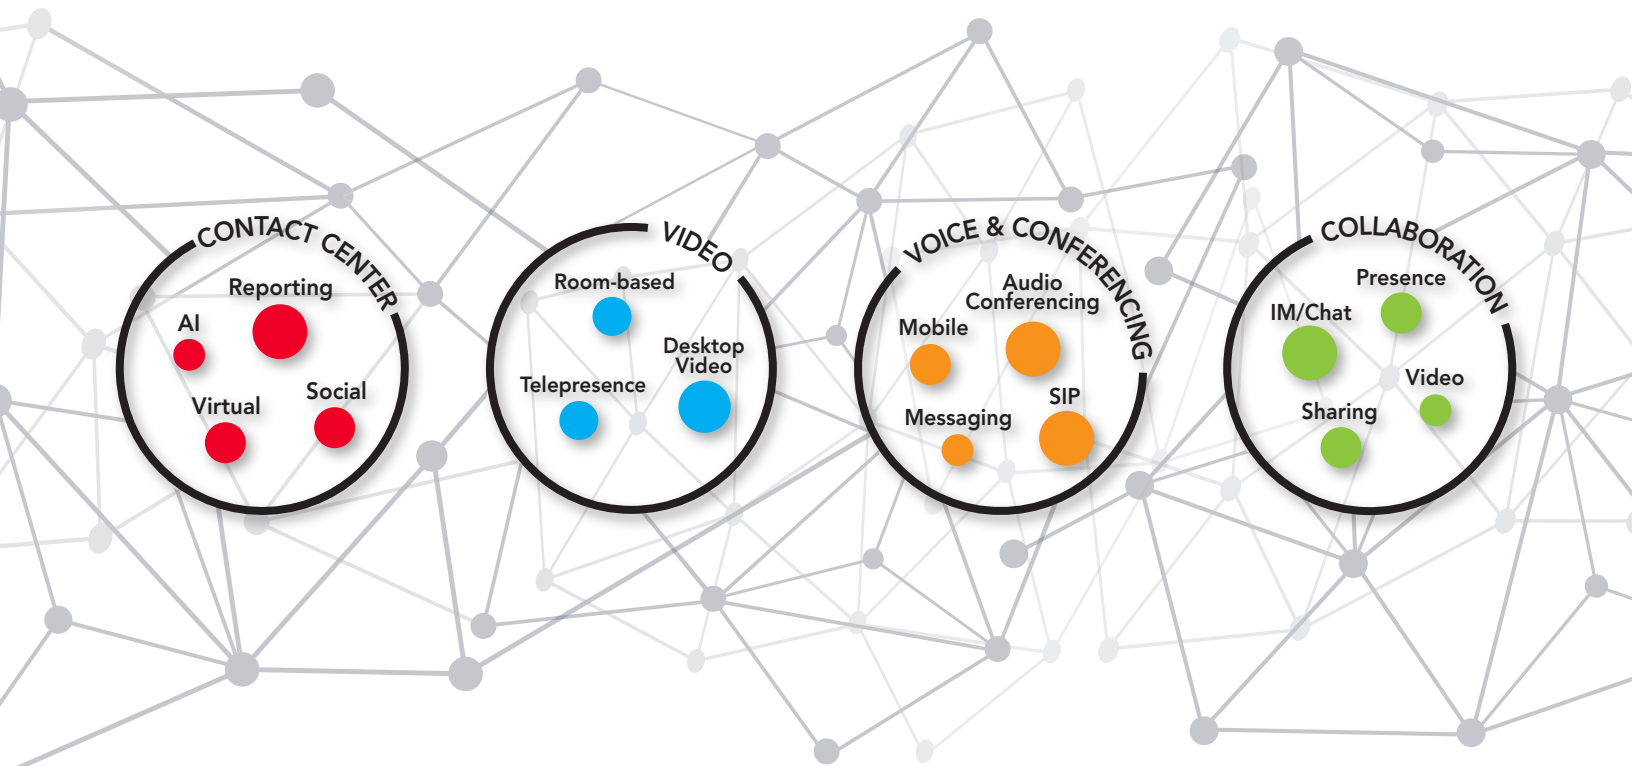 CONTACT CENTER
Reporting
AI
Social
Virtual
VIDEO
Room-based
Desktop
Video
Telepresence
VOICE & CONFERENCING
Audio
Conferencing
Mobile
SIP
Messaging
COLLABORATION
Presence
IM/Chat
Video
Sharing